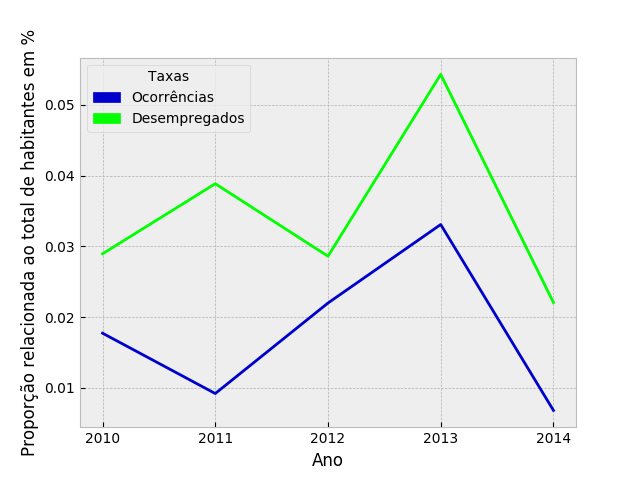 Proporção relacionada ao total de habitantes em %
Taxas
Ocorrências
Desempregados
0.05
0.04
0.03
0.02
0.01
2010 2011 2012 2013 2014
Ano